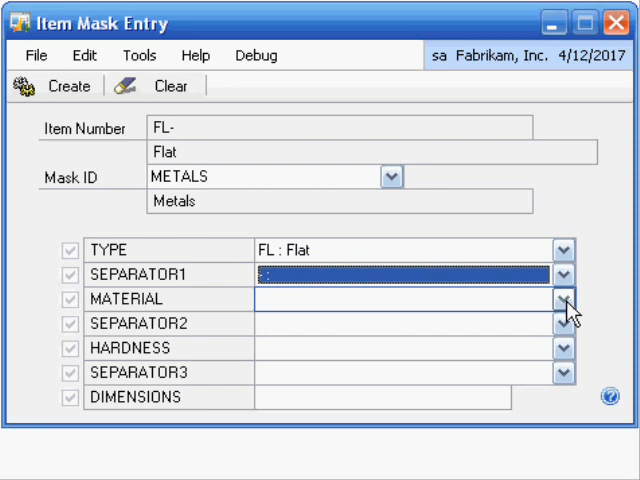 Item Mask Entry
File Edit Tools Help Debug sa Fabrikam, Inc. 4/12/2017
Create Clear
Item Number FL-
Flat
Mask ID METALS
Metals
TYPE FL : Flat
SEPARATOR1 - :
MATERIAL
SEPARATOR2
HARDNESS
SEPARATOR3
DIMENSIONS